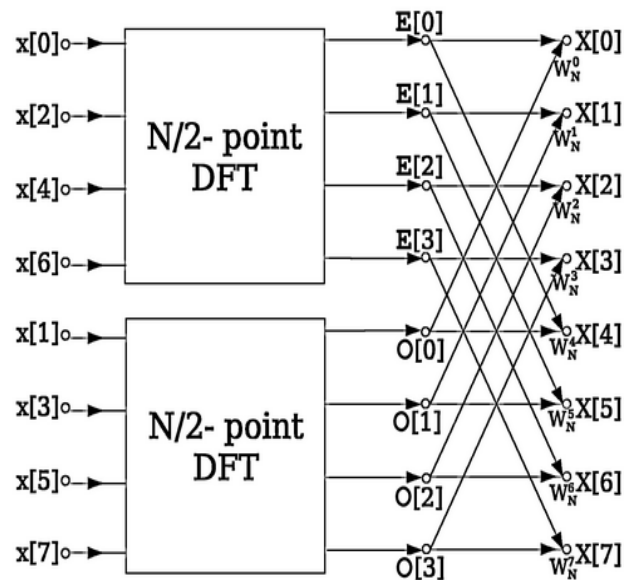 x[0]
x[2]
x[4]
x[6]
N/2- point
DFT
x[1]
x[3]
x[5]
x[7]
N/2- point
DFT
E[0]
E[1]
E[2]
E[3]
O[0]
O[1]
O[2]
O[3]
X[0]
W_N^0
X[1]
W_N^1
X[2]
W_N^2
X[3]
W_N^3
W_N^4 X[4]
W_N^5 X[5]
W_N^6 X[6]
W_N^7 X[7]